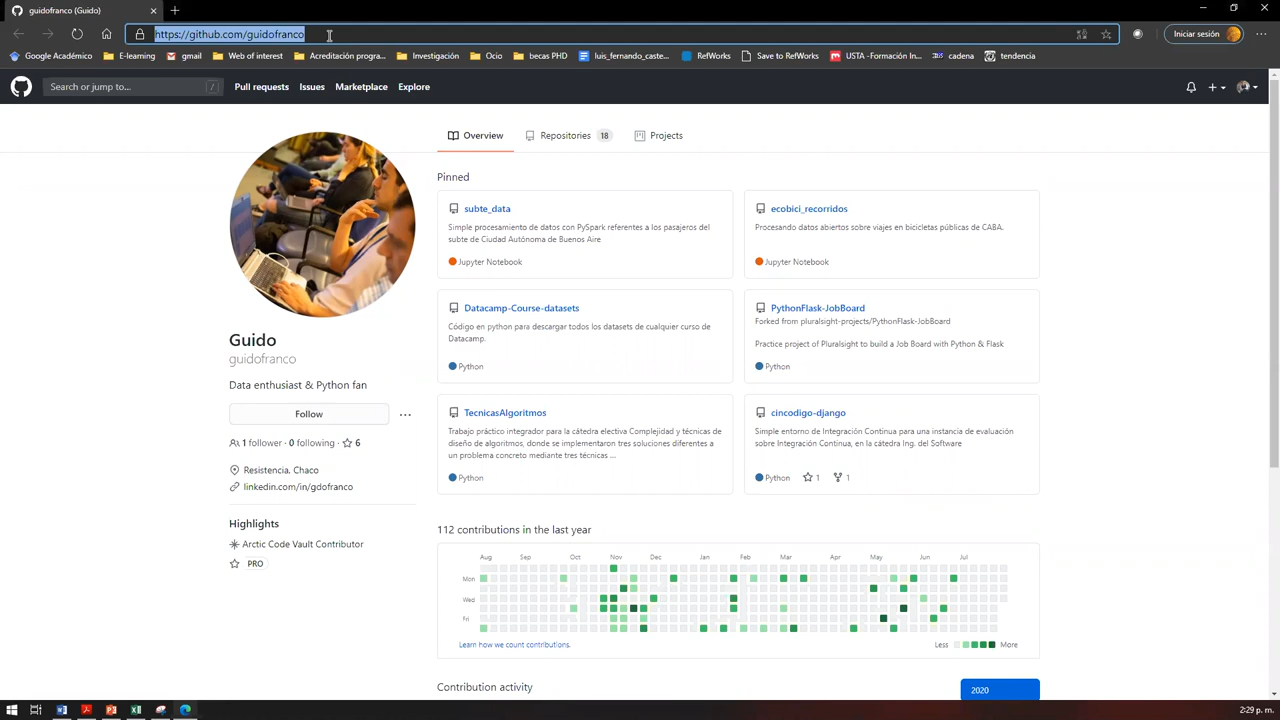 guidofranco (Guido)
https://github.com/guidofranco
Iniciar sesión
Google Académico
Empresa
gmail
Web of interest
Acreditación progra...
Investigación
Ocio
becas PHD
luis_fernando_caste...
RefWorks
Save to RefWorks
USTA -Formación In...
cadena
tendencia
Search or jump to...
/
Pull requests
Issues
Marketplace
Explore
Overview
Repositories 18
Projects
Guido
guidofranco
Data enthusiast & Python fan
Follow
1 follower · 0 following · 6
Resistencia, Chaco
linkedin.com/in/gdofranco
Highlights
Arctic Code Vault Contributor
PRO
Pinned
subte_data
Simple procesamiento de datos con PySpark referentes a los pasajeros del
subte de Ciudad Autónoma de Buenos Aire
Jupyter Notebook
ecobici_recorridos
Procesando datos abiertos sobre viajes en bicicletas públicas de CABA.
Jupyter Notebook
Datacamp-Course-datasets
Código en python para descargar todos los datasets de cualquier curso de
Datacamp.
Python
PythonFlask-JobBoard
Forked from pluralsight-projects/PythonFlask-JobBoard
Practice project of Pluralsight to build a Job Board with Python & Flask
Python
TecnicasAlgoritmos
Trabajo práctico integrador para la cátedra electiva Complejidad y técnicas de
diseño de algoritmos, donde se implementaron tres soluciones diferentes a
un problema concreto mediante tres técnicas ...
Python
cincodigo-django
Simple entorno de Integración Continua para una instancia de evaluación
sobre Integración Continua, en la cátedra Ing. del Software
Python 1 1
112 contributions in the last year
Aug Sep Oct Nov Dec Jan Feb Mar Apr May Jun Jul
Mon
Wed
Fri
Learn how we count contributions.
Less More
Contribution activity
2020
2:29 p. m.